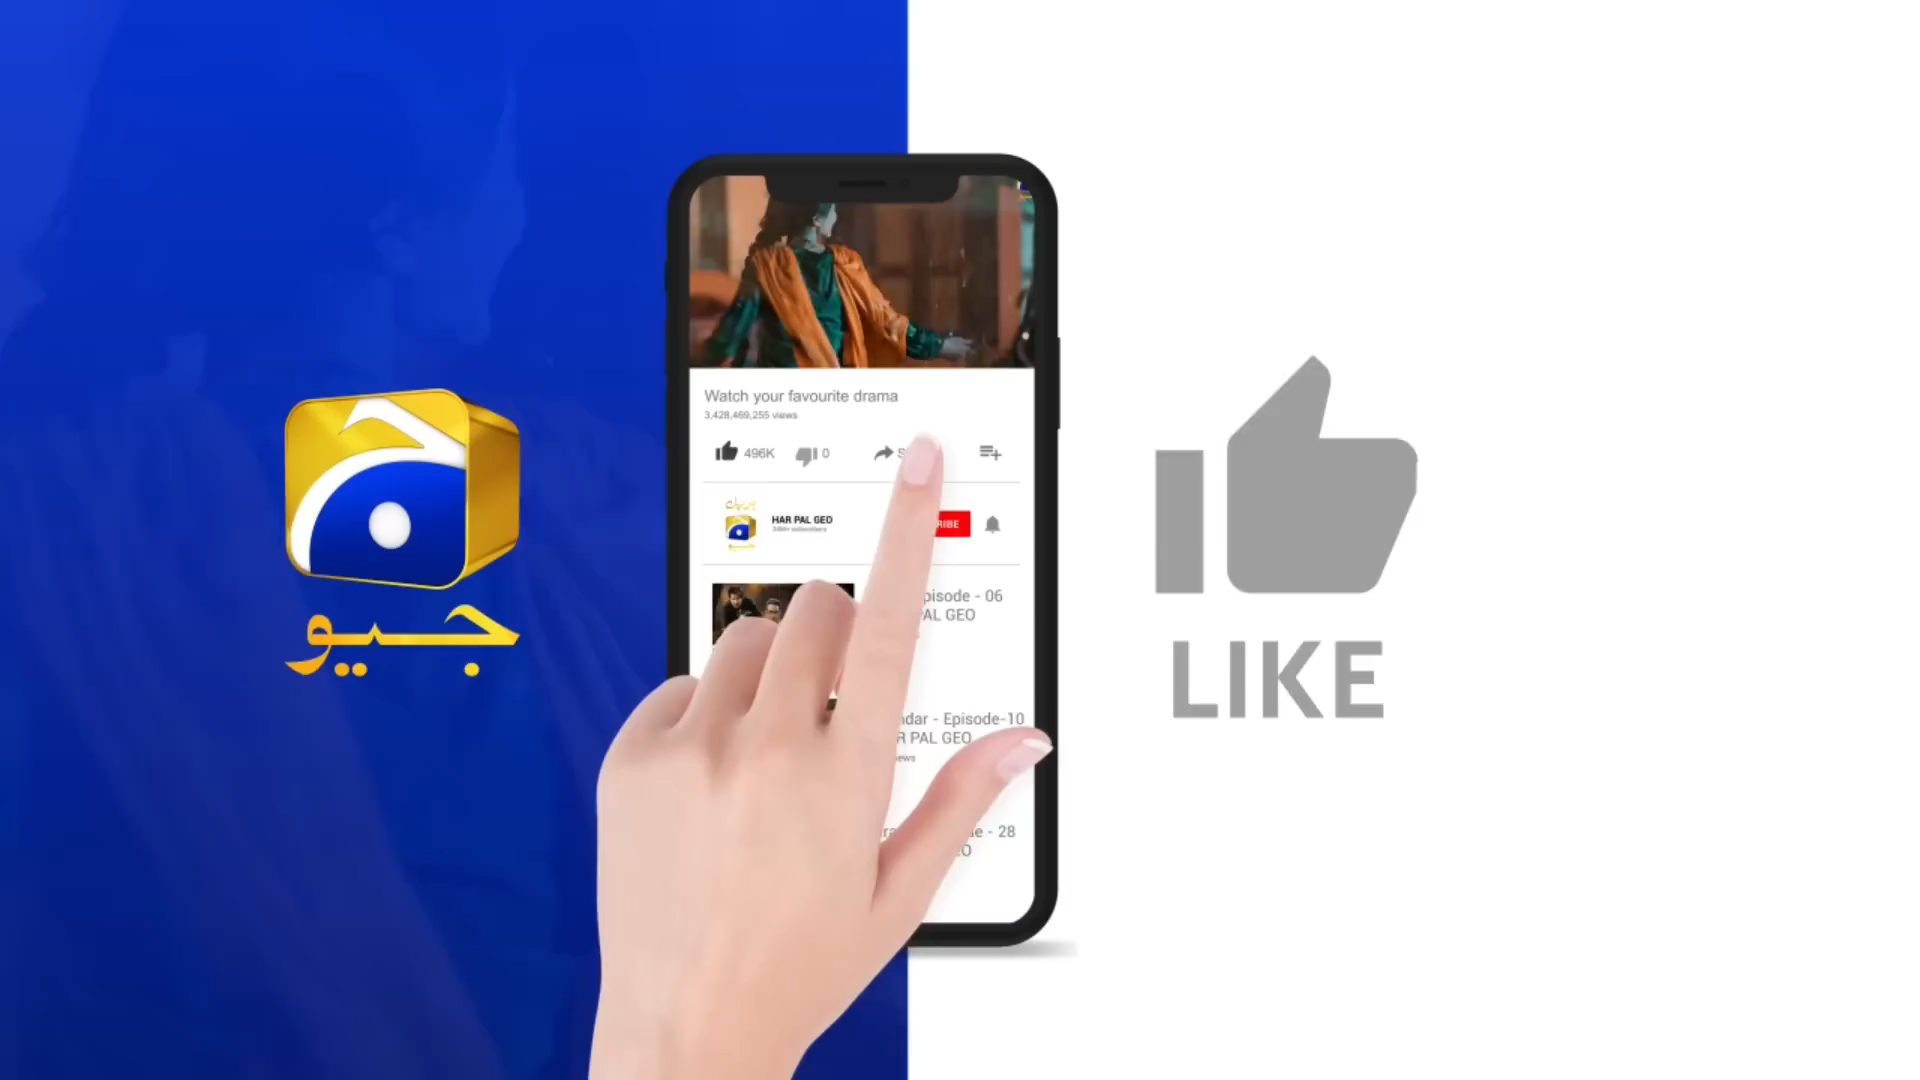 جیو
Watch your favourite drama
3,428,469,255 views
496K
0
HAR PAL GEO
RIBE
pisode - 06
PAL GEO
ndar - Episode-10
R PAL GEO
ews
- 28
LIKE